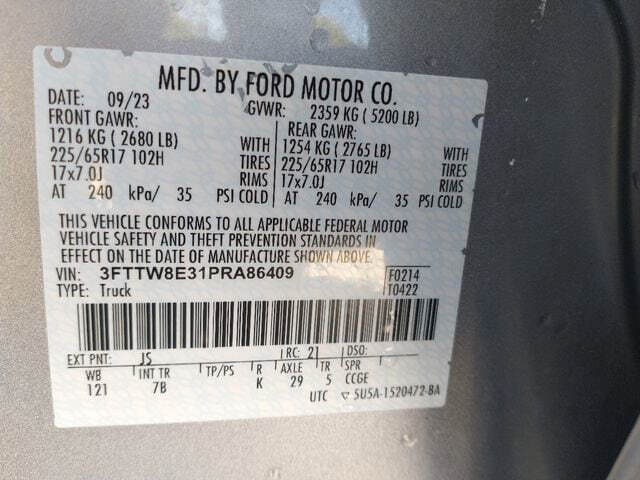 MFD. BY FORD MOTOR CO.
DATE: 09/23 GVWR: 2359 KG ( 5200 LB)
FRONT GAWR: REAR GAWR:
1216 KG ( 2680 LB) WITH 1254 KG ( 2765 LB) WITH
225/65R17 102H TIRES 225/65R17 102H TIRES
17x7.0J RIMS 17x7.0J RIMS
AT 240 kPa/ 35 PSI COLD AT 240 kPa/ 35 PSI COLD
THIS VEHICLE CONFORMS TO ALL APPLICABLE FEDERAL MOTOR
VEHICLE SAFETY AND THEFT PREVENTION STANDARDS IN
EFFECT ON THE DATE OF MANUFACTURE SHOWN ABOVE.
VIN: 3FTTW8E31PRA86409 F0214
TYPE: Truck T0422
EXT PNT: JS RC: 21 DSO:
WB INT TR TP/PS R AXLE TR SPR
121 7B K 29 5 CCGE
UTC ▽ 5U5A-1520472-BA